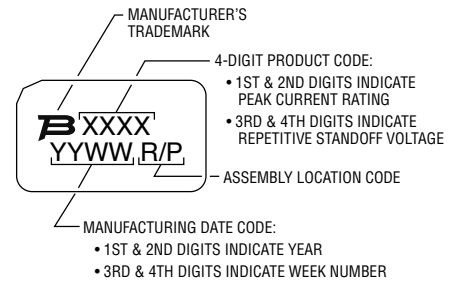 MANUFACTURER'S
TRADEMARK
4-DIGIT PRODUCT CODE:
• 1ST & 2ND DIGITS INDICATE
PEAK CURRENT RATING
• 3RD & 4TH DIGITS INDICATE
REPETITIVE STANDOFF VOLTAGE
XXXX
YYWW R/P
ASSEMBLY LOCATION CODE
MANUFACTURING DATE CODE:
• 1ST & 2ND DIGITS INDICATE YEAR
• 3RD & 4TH DIGITS INDICATE WEEK NUMBER